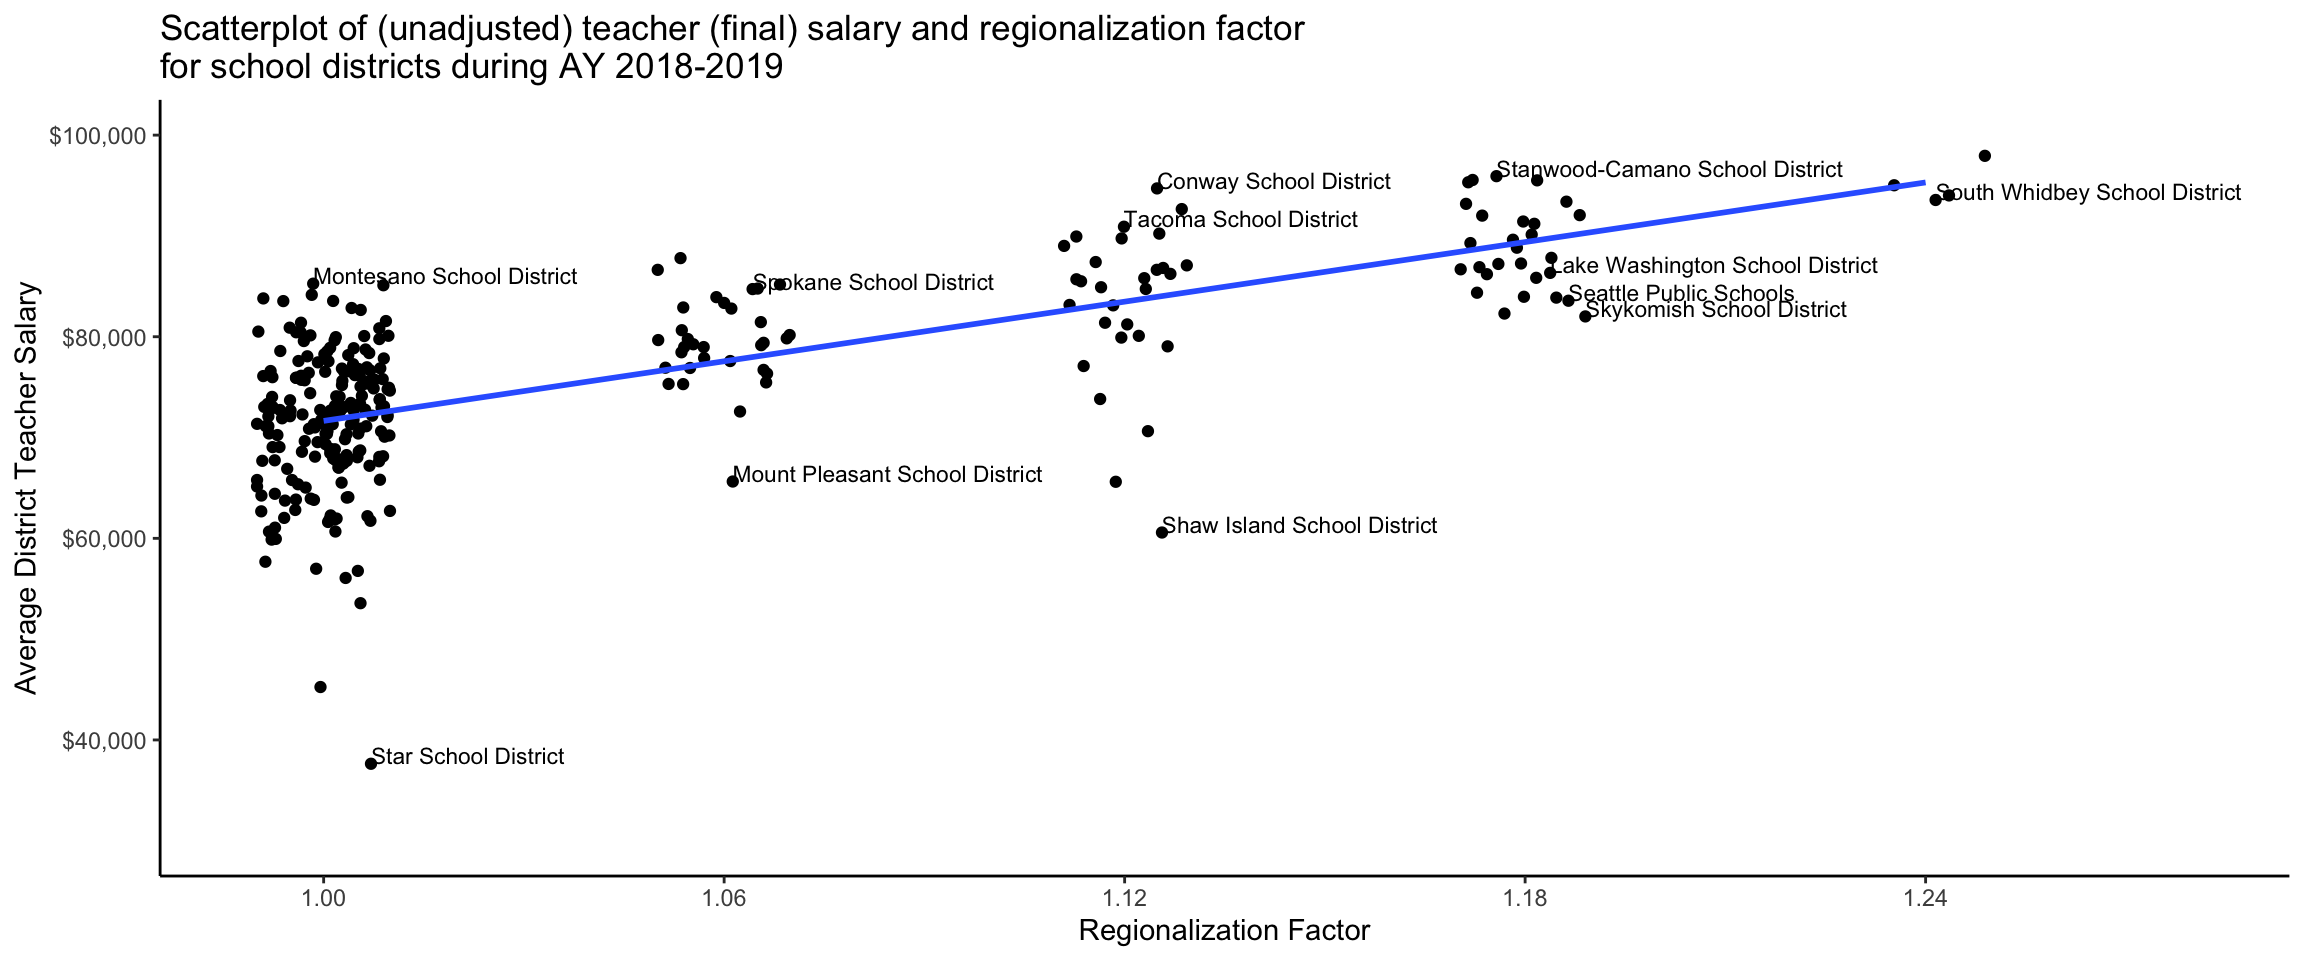 Scatterplot of (unadjusted) teacher (final) salary and regionalization factor
for school districts during AY 2018-2019
$100,000
$80,000
$60,000
$40,000
Average District Teacher Salary
Stanwood-Camano School District
Conway School District
South Whidbey School District
Tacoma School District
Montesano School District
Spokane School District
Lake Washington School District
Seattle Public Schools
Skykomish School District
Mount Pleasant School District
Shaw Island School District
Star School District
1.00
1.06
1.12
1.18
1.24
Regionalization Factor